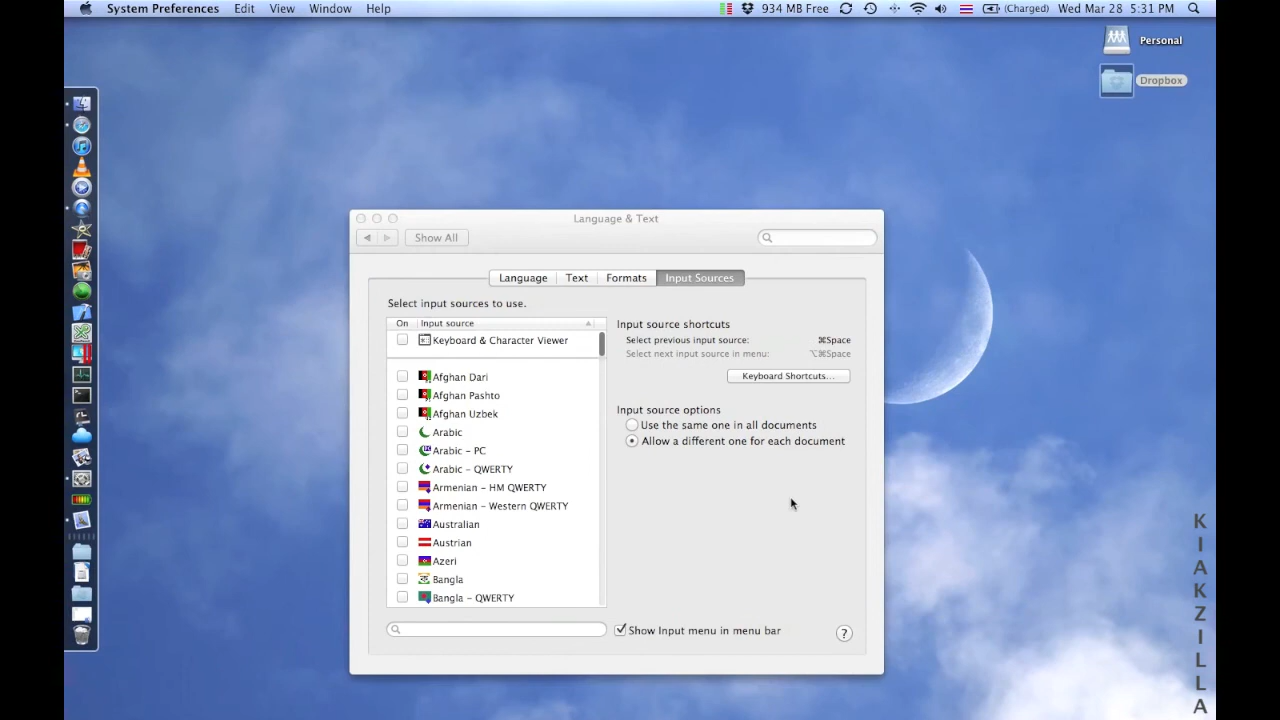 System Preferences Edit View Window Help 934 MB Free (Charged) Wed Mar 28 5:31 PM
Personal
Dropbox
Language & Text
Show All
Language Text Formats Input Sources
Select input sources to use.
On Input source
Keyboard & Character Viewer
Afghan Dari
Afghan Pashto
Afghan Uzbek
Arabic
Arabic – PC
Arabic – QWERTY
Armenian – HM QWERTY
Armenian – Western QWERTY
Australian
Austrian
Azeri
Bangla
Bangla – QWERTY
Input source shortcuts
Select previous input source: ⌘Space
Select next input source in menu: ⌥⌘Space
Keyboard Shortcuts...
Input source options
Use the same one in all documents
Allow a different one for each document
Show Input menu in menu bar
?
KIAKZILLA